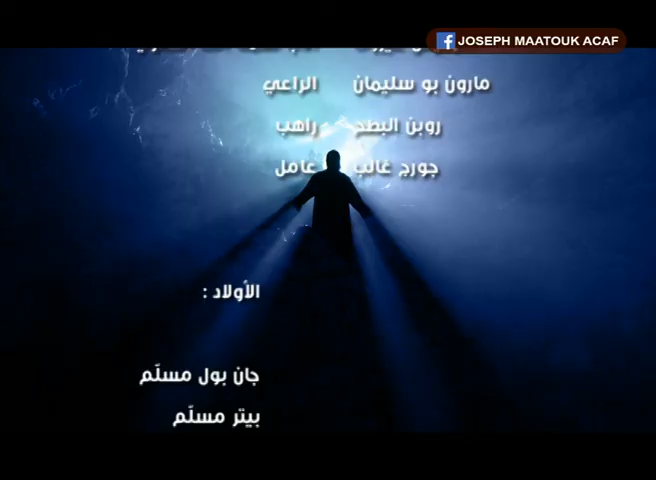 JOSEPH MAATOUK ACAF
مارون بو سليمان الراعي
روبن البطح راهب
جورج غالب عامل
الأولاد :
جان بول مسلّم
بيتر مسلّم